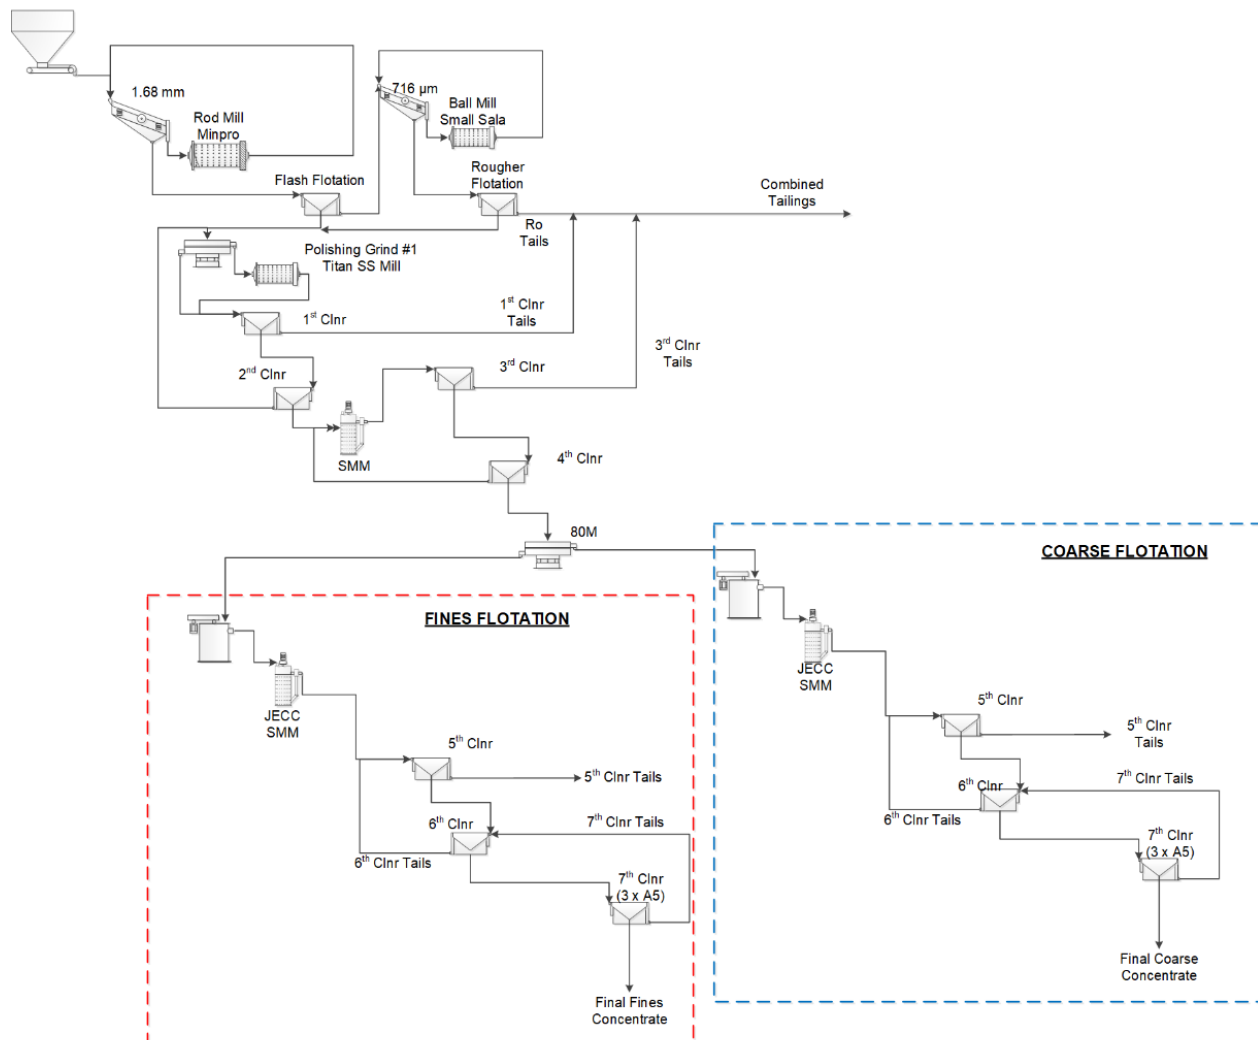 1.68 mm
Rod Mill
Minpro
716 µm
Ball Mill
Small Sala
Flash Flotation
Rougher
Flotation
Combined
Tailings
Ro
Tails
Polishing Grind #1
Titan SS Mill
1st Clnr
1st Clnr
Tails
2nd Clnr
3rd Clnr
3rd Clnr
Tails
SMM
4th Clnr
80M
COARSE FLOTATION
JECC
SMM
5th Clnr
5th Clnr
Tails
6th Clnr
7th Clnr Tails
6th Clnr Tails
7th Clnr
(3 x A5)
Final Coarse
Concentrate
FINES FLOTATION
JECC
SMM
5th Clnr
5th Clnr Tails
6th Clnr
7th Clnr Tails
6th Clnr Tails
7th Clnr
(3 x A5)
Final Fines
Concentrate